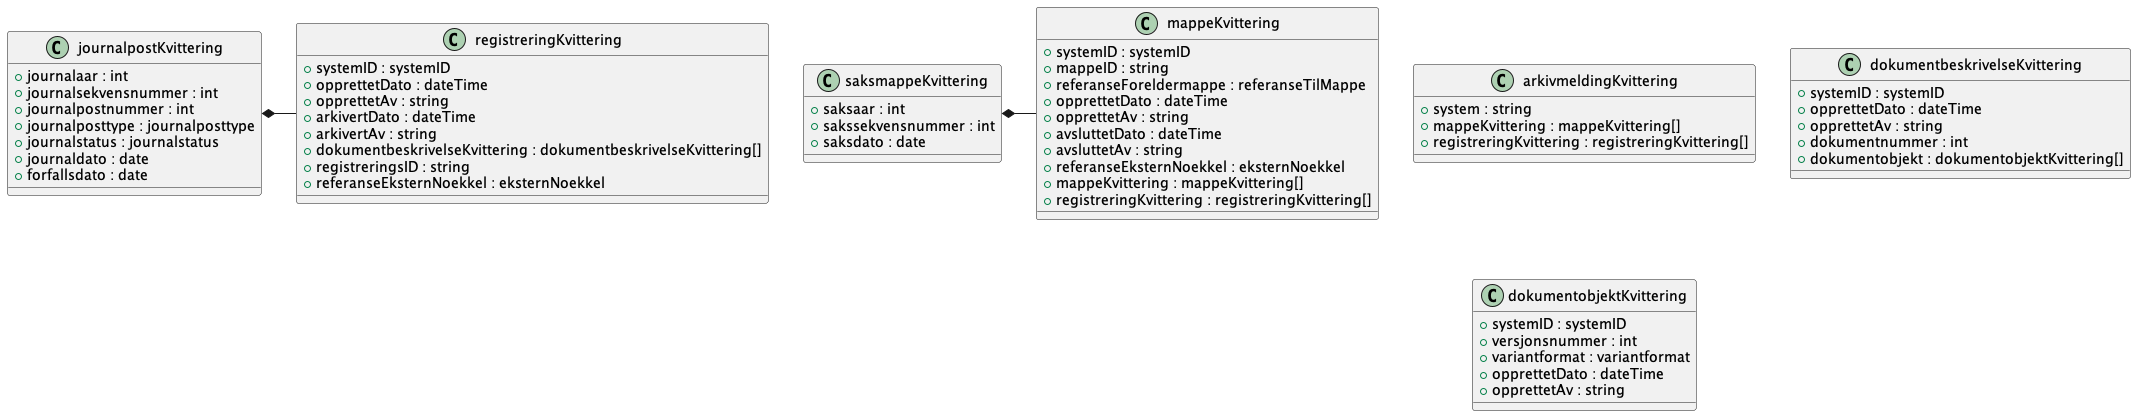 journalpostKvittering
journalaar : int
journalsekvensnummer : int
journalpostnummer : int
journalposttype : journalposttype
journalstatus : journalstatus
journaldato : date
forfallsdato : date
registreringKvittering
systemID : systemID
opprettetDato : dateTime
opprettetAv : string
arkivertDato : dateTime
arkivertAv : string
dokumentbeskrivelseKvittering : dokumentbeskrivelseKvittering[]
registreringsID : string
referanseEksternNoekkel : eksternNoekkel
saksmappeKvittering
saksaar : int
sakssekvensnummer : int
saksdato : date
mappeKvittering
systemID : systemID
mappeID : string
referanseForeldermappe : referanseTilMappe
opprettetDato : dateTime
opprettetAv : string
avsluttetDato : dateTime
avsluttetAv : string
referanseEksternNoekkel : eksternNoekkel
mappeKvittering : mappeKvittering[]
registreringKvittering : registreringKvittering[]
arkivmeldingKvittering
system : string
mappeKvittering : mappeKvittering[]
registreringKvittering : registreringKvittering[]
dokumentbeskrivelseKvittering
systemID : systemID
opprettetDato : dateTime
opprettetAv : string
dokumentnummer : int
dokumentobjekt : dokumentobjektKvittering[]
dokumentobjektKvittering
systemID : systemID
versjonsnummer : int
variantformat : variantformat
opprettetDato : dateTime
opprettetAv : string